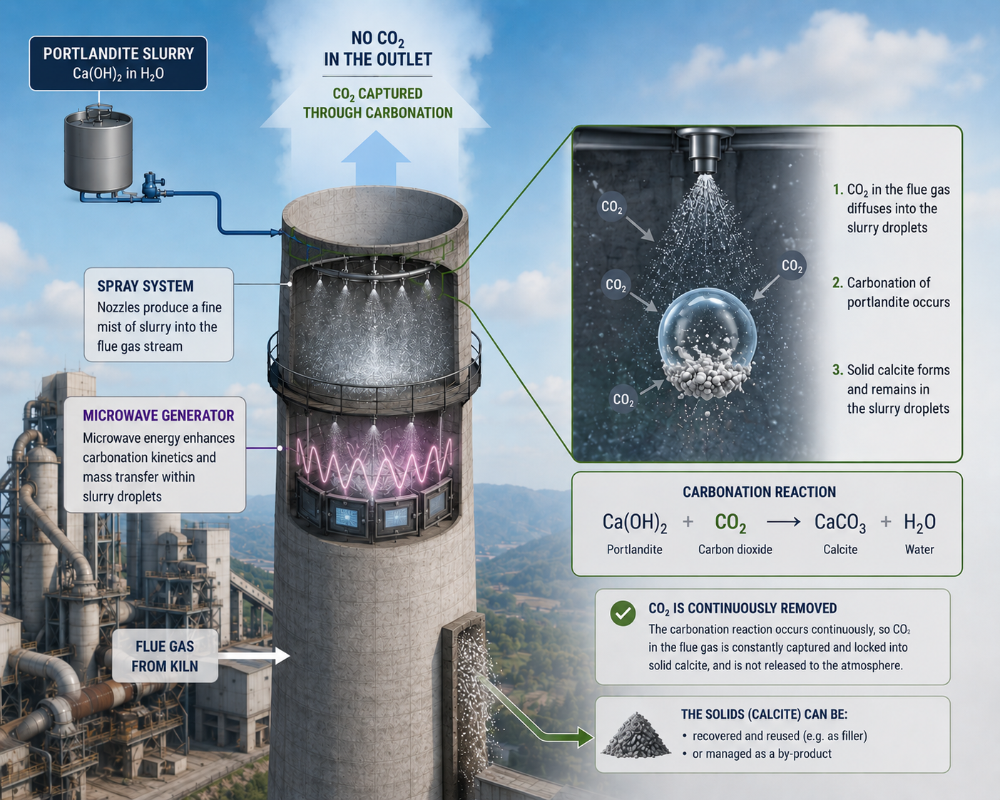 PORTLANDITE SLURRY
Ca(OH)₂ in H₂O
NO CO₂
IN THE OUTLET
CO₂ CAPTURED
THROUGH CARBONATION
SPRAY SYSTEM
Nozzles produce a fine
mist of slurry into the
flue gas stream
MICROWAVE GENERATOR
Microwave energy enhances
carbonation kinetics and
mass transfer within
slurry droplets
FLUE GAS
FROM KILN
CO₂
CO₂
CO₂
CO₂
1. CO₂ in the flue gas
diffuses into the
slurry droplets
2. Carbonation of
portlandite occurs
3. Solid calcite forms
and remains in
the slurry droplets
CARBONATION REACTION
Ca(OH)₂ + CO₂ → CaCO₃ + H₂O
Portlandite Carbon dioxide Calcite Water
CO₂ IS CONTINUOUSLY REMOVED
The carbonation reaction occurs continuously, so CO₂
in the flue gas is constantly captured and locked into
solid calcite, and is not released to the atmosphere.
THE SOLIDS (CALCITE) CAN BE:
• recovered and reused (e.g. as filler)
• or managed as a by-product